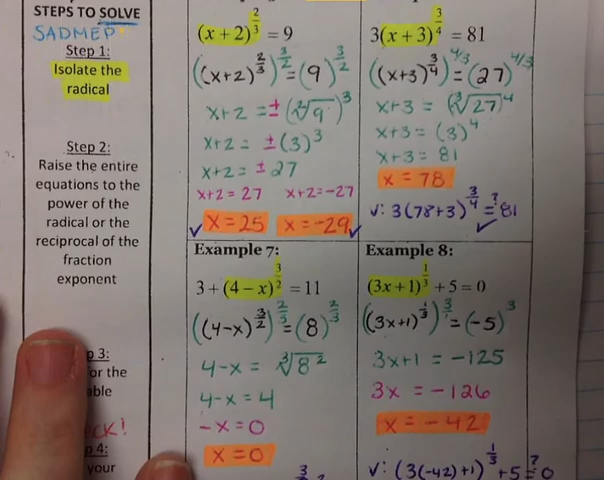 STEPS TO SOLVE
SADMEP
Step 1:
Isolate the
radical
Step 2:
Raise the entire
equations to the
power of the
radical or the
reciprocal of the
fraction
exponent
p 3:
or the
able
CK!
p 4:
your
(x + 2)^(2/3) = 9
((x+2)^(2/3))^(3/2) = (9)^(3/2)
x+2 = ± (²√9)³
x+2 = ± (3)³
x+2 = ± 27
x+2 = 27 x+2 = -27
✓ x = 25 x = -29 ✓
3(x + 3)^(3/4) = 81
((x+3)^(3/4))^(4/3) = (27)^(4/3)
x+3 = (³√27)⁴
x+3 = (3)⁴
x+3 = 81
x = 78
✓: 3(78+3)^(3/4) ?= 81
✓
Example 7:
3 + (4 − x)^(3/2) = 11
((4-x)^(3/2))^(2/3) = (8)^(2/3)
4-x = ³√8²
4-x = 4
-x = 0
x = 0
Example 8:
(3x + 1)^(1/3) + 5 = 0
((3x+1)^(1/3))^(3/1) = (-5)³
3x+1 = -125
3x = -126
x = -42
✓: (3(-42)+1)^(1/3) + 5 ?= 0